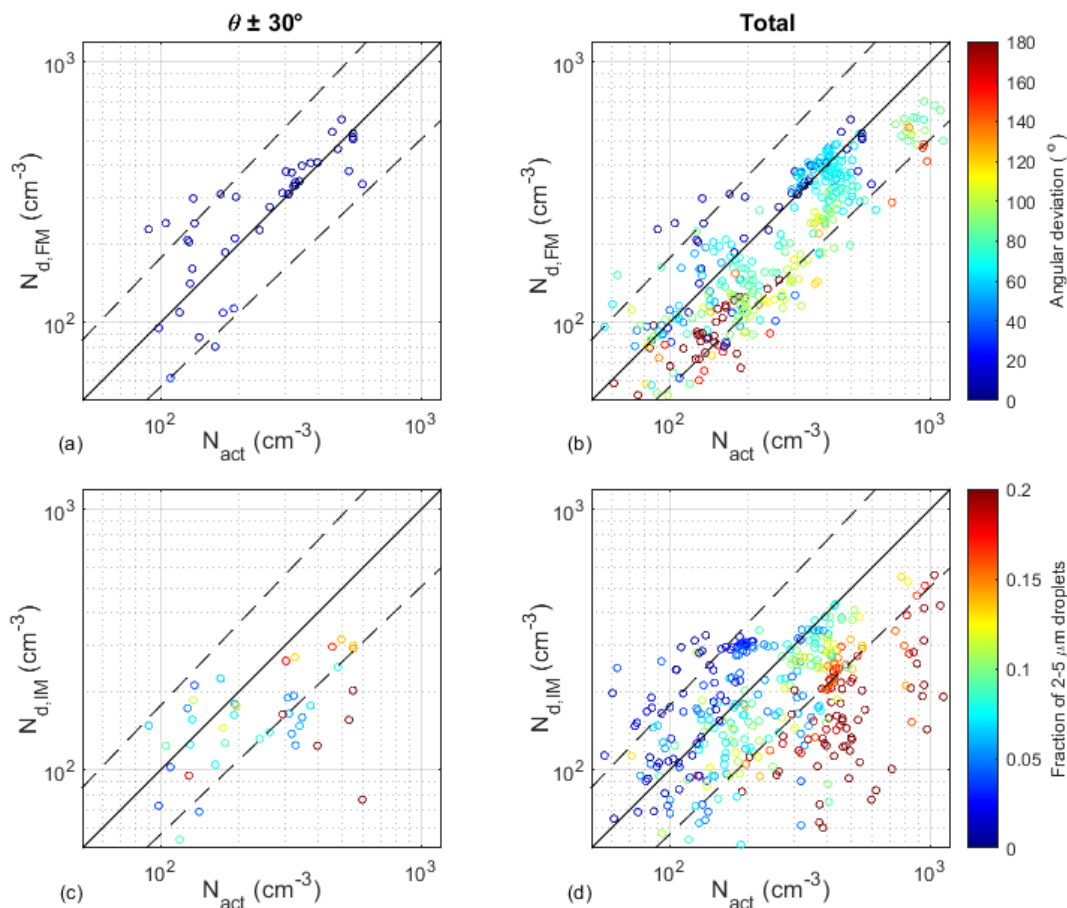 θ ± 30°
Total
10³
10²
N_d,FM (cm⁻³)
10²
10³
(a)
N_act (cm⁻³)
10³
10²
N_d,FM (cm⁻³)
10²
10³
(b)
N_act (cm⁻³)
180
160
140
120
100
80
60
40
20
0
Angular deviation ( º )
10³
10²
N_d,IM (cm⁻³)
10²
10³
(c)
N_act (cm⁻³)
10³
10²
N_d,IM (cm⁻³)
10²
10³
(d)
N_act (cm⁻³)
0.2
0.15
0.1
0.05
0
Fraction of 2-5 μm droplets